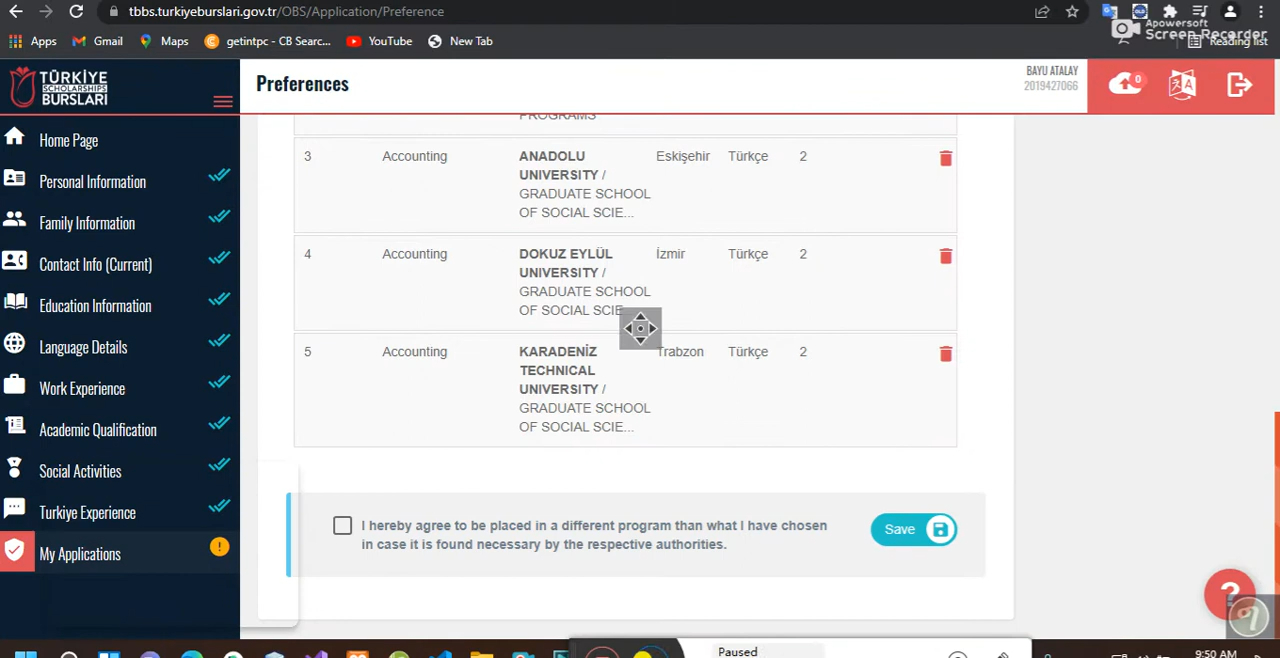 tbbs.turkiyeburslari.gov.tr/OBS/Application/Preference
Apps Gmail Maps getintpc - CB Searc... YouTube New Tab Reading list
Apowersoft
Screen Recorder
TÜRKİYE
SCHOLARSHIPS
BURSLARI
Preferences
BAYU ATALAY
2019427066
0
Home Page
Personal Information
Family Information
Contact Info (Current)
Education Information
Language Details
Work Experience
Academic Qualification
Social Activities
Turkiye Experience
My Applications
PROGRAMS
3 Accounting ANADOLU Eskişehir Türkçe 2
UNIVERSITY /
GRADUATE SCHOOL
OF SOCIAL SCIE...
4 Accounting DOKUZ EYLÜL İzmir Türkçe 2
UNIVERSITY /
GRADUATE SCHOOL
OF SOCIAL SCIE
5 Accounting KARADENİZ Trabzon Türkçe 2
TECHNICAL
UNIVERSITY /
GRADUATE SCHOOL
OF SOCIAL SCIE...
I hereby agree to be placed in a different program than what I have chosen
in case it is found necessary by the respective authorities.
Save
?
Paused
9:50 AM